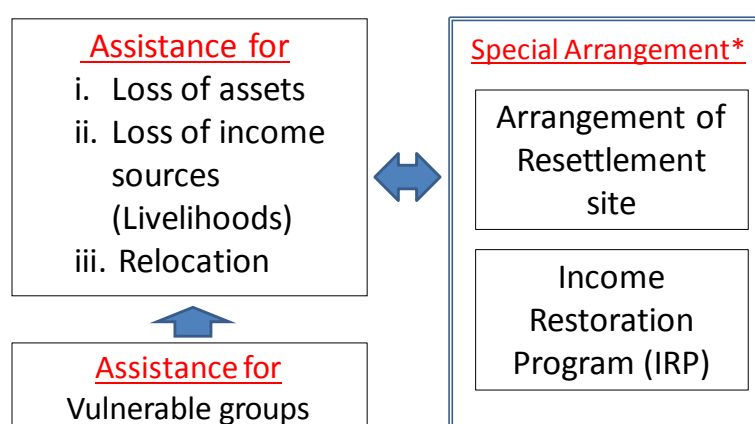 Assistance for
i. Loss of assets
ii. Loss of income
sources
(Livelihoods)
iii. Relocation
Assistance for
Vulnerable groups
Special Arrangement*
Arrangement of
Resettlement
site
Income
Restoration
Program (IRP)